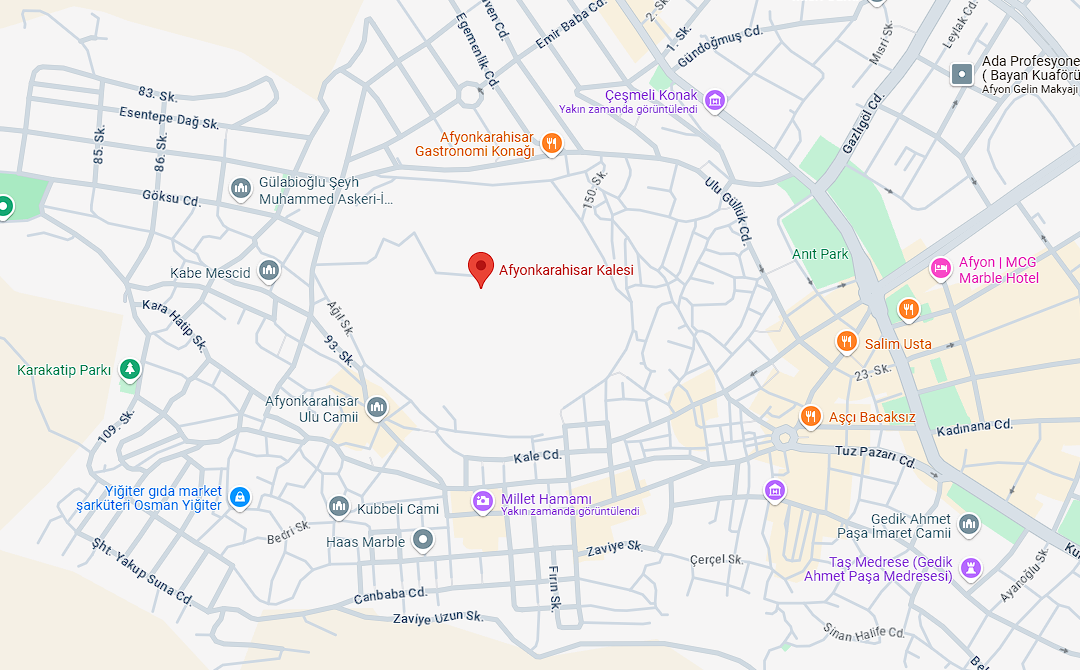 Egemenlik Cd.
Emir Baba Cd.
2. Sk.
1. Sk.
Gündoğmuş Cd.
Mısri Sk.
Leylak Cd.
Ada Profesyone
( Bayan Kuaförü
Afyon Gelin Makyajı
83. Sk.
Esentepe Dağ Sk.
85. Sk.
86. Sk.
Çeşmeli Konak
Yakın zamanda görüntülendi
Gazlıgöl Cd.
Afyonkarahisar
Gastronomi Konağı
Gülabioğlu Şeyh
Muhammed Askeri-İ...
Göksu Cd.
150. Sk.
Ulu Güllük Cd.
Anıt Park
Kabe Mescid
Afyonkarahisar Kalesi
Afyon | MCG
Marble Hotel
Kara Hatip Sk.
Ağıl Sk.
93. Sk.
Salim Usta
23. Sk.
Karakatip Parkı
Afyonkarahisar
Ulu Camii
109. Sk.
Aşçı Bacaksız
Kadınana Cd.
Kale Cd.
Tuz Pazarı Cd.
Yiğiter gıda market
şarküteri Osman Yiğiter
Kübbeli Cami
Millet Hamamı
Yakın zamanda görüntülendi
Bedri Sk.
Haas Marble
Gedik Ahmet
Paşa İmaret Camii
Zaviye Sk.
Çerçel Sk.
Taş Medrese (Gedik
Ahmet Paşa Medresesi)
Şht. Yakup Suna Cd.
Fırın Sk.
Canbaba Cd.
Zaviye Uzun Sk.
Ayanoğlu Sk.
Sinan Halife Cd.